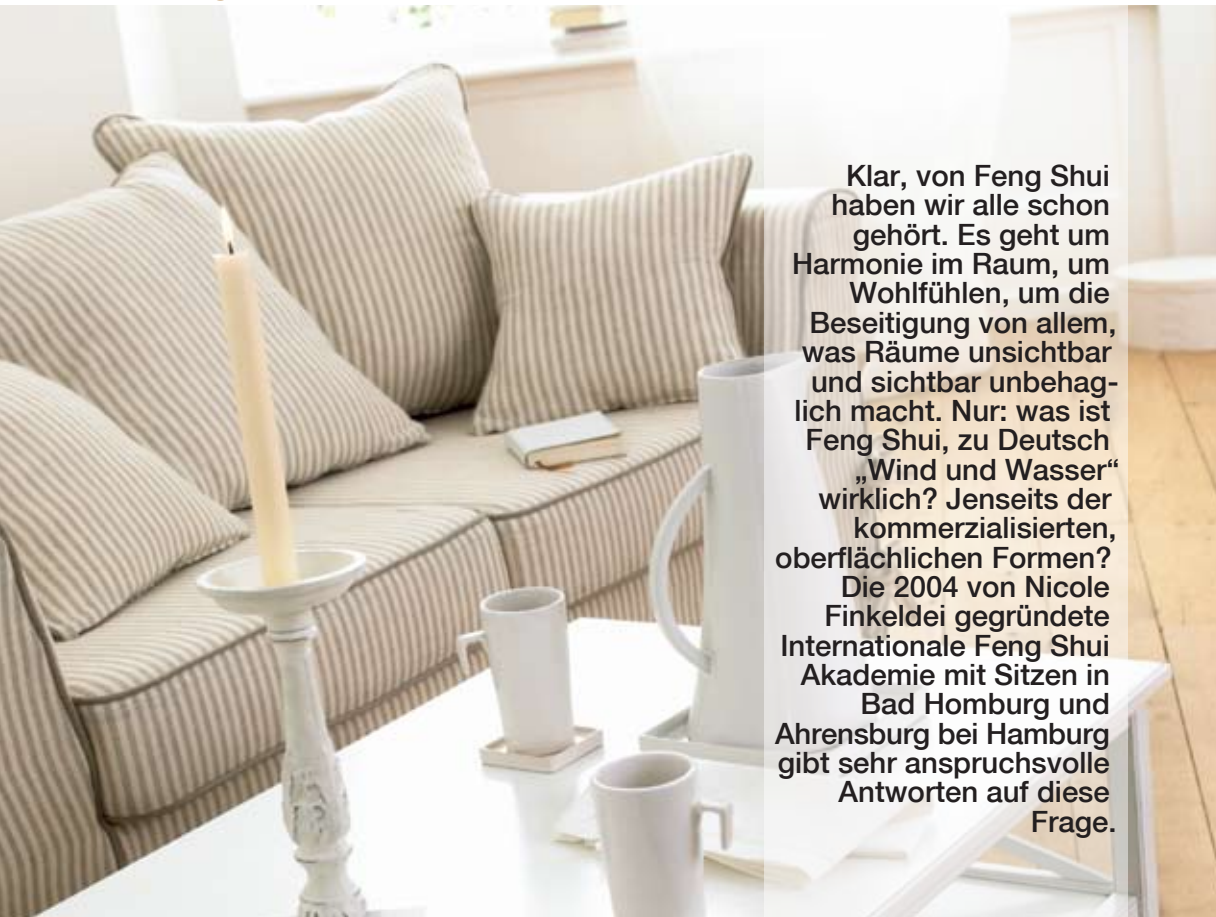 Klar, von Feng Shui
haben wir alle schon
gehört. Es geht um
Harmonie im Raum, um
Wohlfühlen, um die
Beseitigung von allem,
was Räume unsichtbar
und sichtbar unbehag-
lich macht. Nur: was ist
Feng Shui, zu Deutsch
„Wind und Wasser“
wirklich? Jenseits der
kommerzialisierten,
oberflächlichen Formen?
Die 2004 von Nicole
Finkeldei gegründete
Internationale Feng Shui
Akademie mit Sitzen in
Bad Homburg und
Ahrensburg bei Hamburg
gibt sehr anspruchsvolle
Antworten auf diese
Frage.